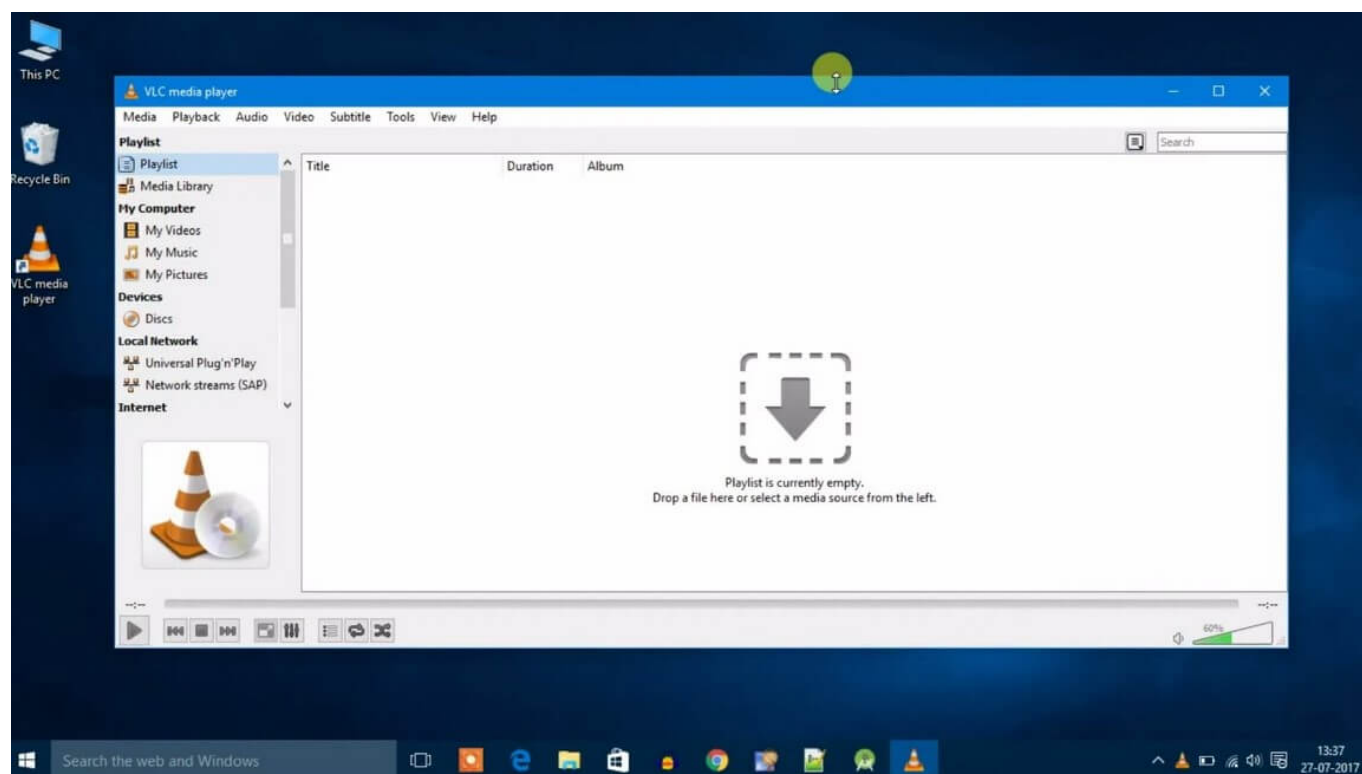 This PC
Recycle Bin
VLC media
player
VLC media player
Media Playback Audio Video Subtitle Tools View Help
Playlist
Search
Playlist
Media Library
My Computer
My Videos
My Music
My Pictures
Devices
Discs
Local Network
Universal Plug'n'Play
Network streams (SAP)
Internet
Title Duration Album
Playlist is currently empty.
Drop a file here or select a media source from the left.
--:-- --:--
60%
Search the web and Windows
13:37
27-07-2017